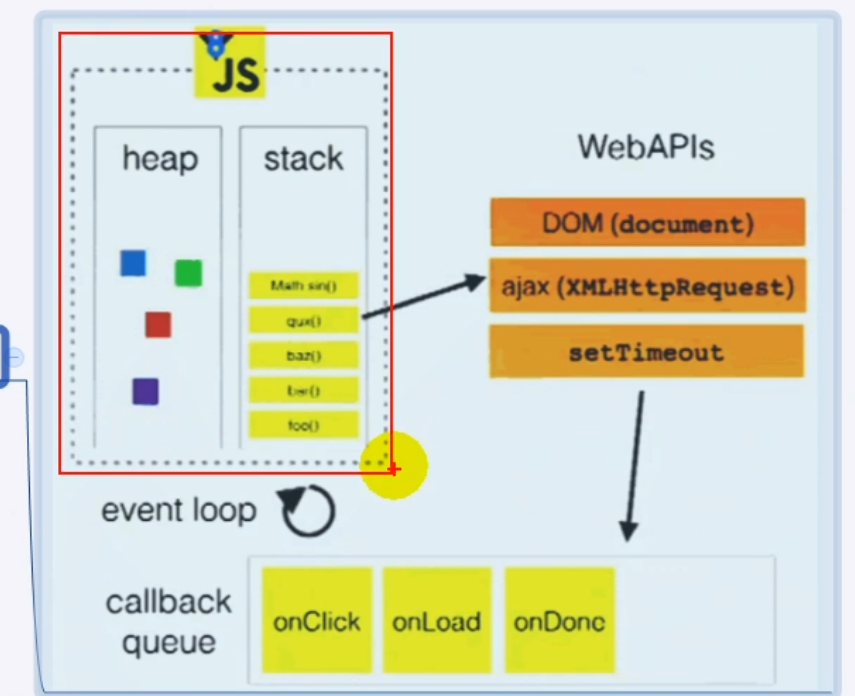 JS
heap
stack
WebAPIs
DOM (document)
ajax (XMLHttpRequest)
setTimeout
Math sin()
qux()
baz()
bar()
foo()
event loop
callback
queue
onClick
onLoad
onDone